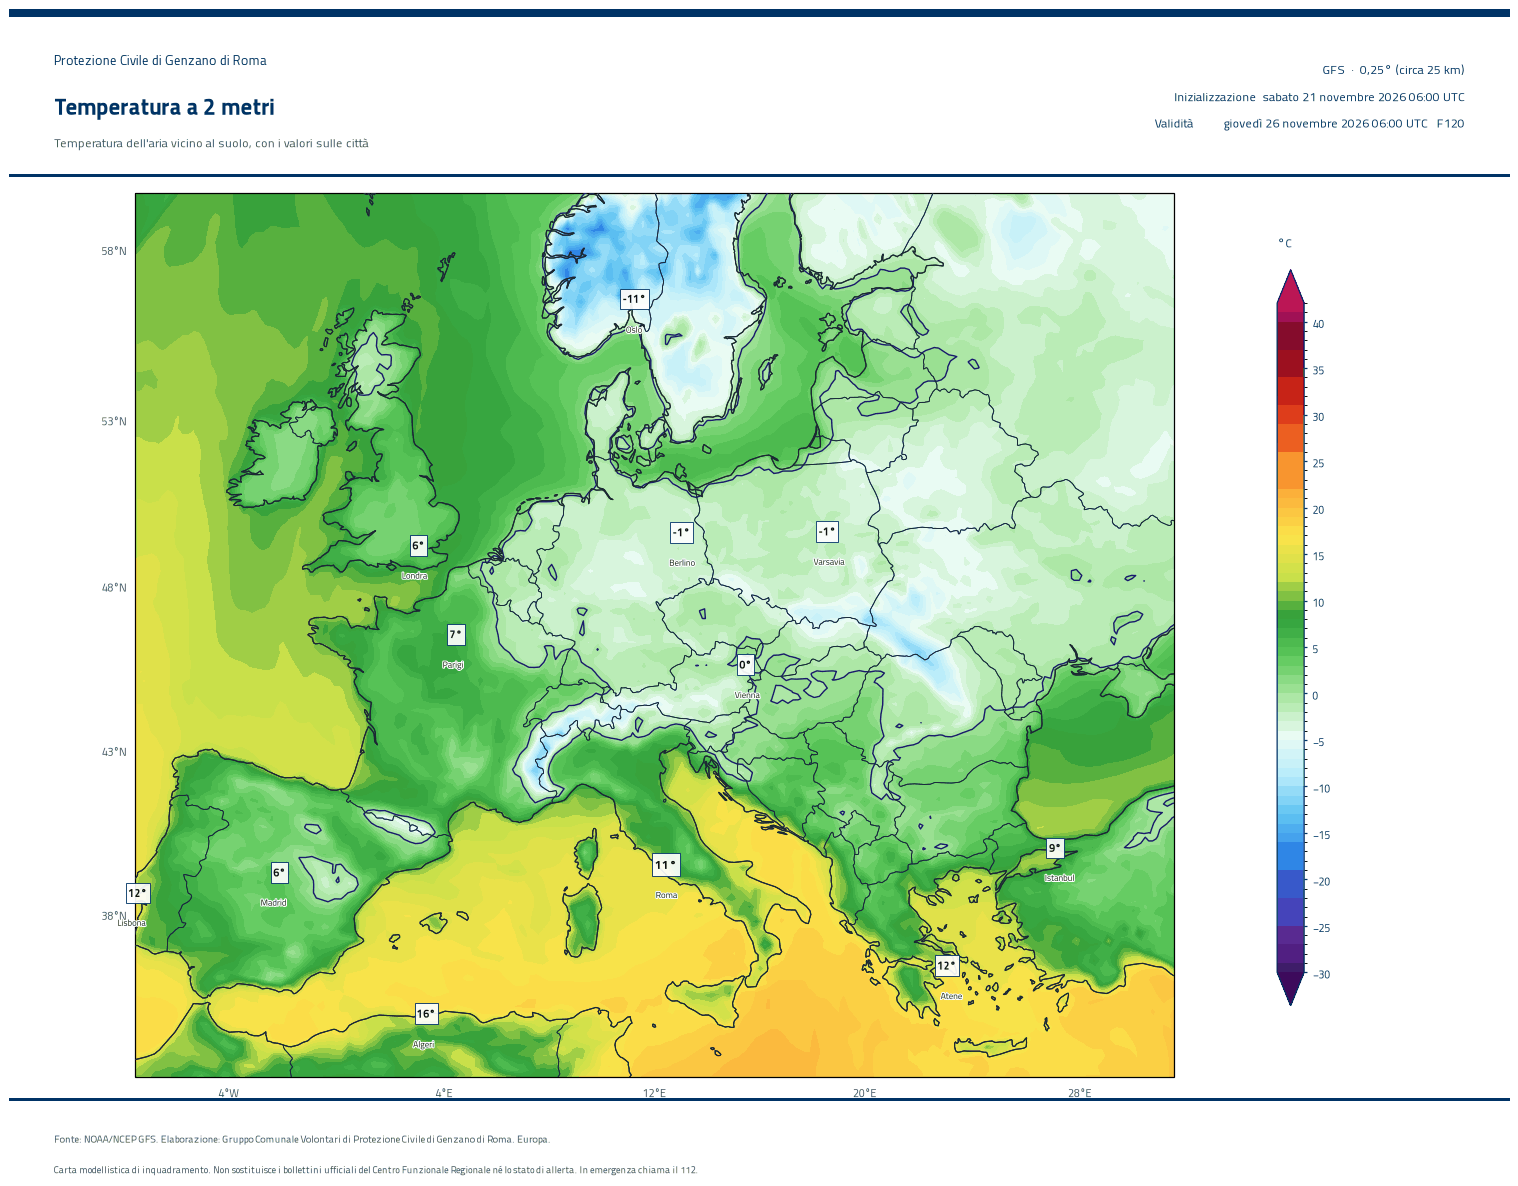 Protezione Civile di Genzano di Roma
Temperatura a 2 metri
Temperatura dell'aria vicino al suolo, con i valori sulle città
GFS · 0,25° (circa 25 km)
Inizializzazione sabato 21 novembre 2026 06:00 UTC
Validità giovedì 26 novembre 2026 06:00 UTC F120
58°N
53°N
48°N
43°N
38°N
4°W
4°E
12°E
20°E
28°E
-11°
Oslo
6°
Londra
-1°
Berlino
-1°
Varsavia
7°
Parigi
0°
Vienna
12°
Lisbona
6°
Madrid
11°
Roma
9°
Istanbul
12°
Atene
16°
Algeri
°C
40
35
30
25
20
15
10
5
0
−5
−10
−15
−20
−25
−30
Fonte: NOAA/NCEP GFS. Elaborazione: Gruppo Comunale Volontari di Protezione Civile di Genzano di Roma. Europa.
Carta modellistica di inquadramento. Non sostituisce i bollettini ufficiali del Centro Funzionale Regionale né lo stato di allerta. In emergenza chiama il 112.